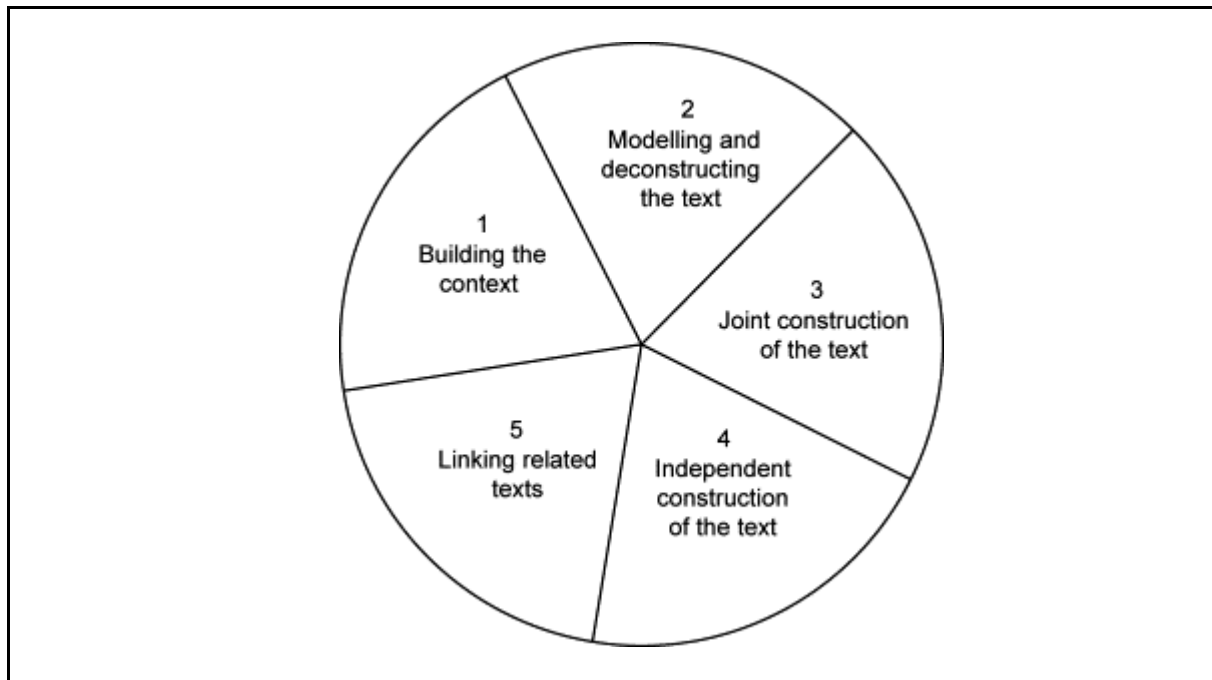 1
Building the
context
2
Modelling and
deconstructing
the text
3
Joint construction
of the text
4
Independent
construction
of the text
5
Linking related
texts